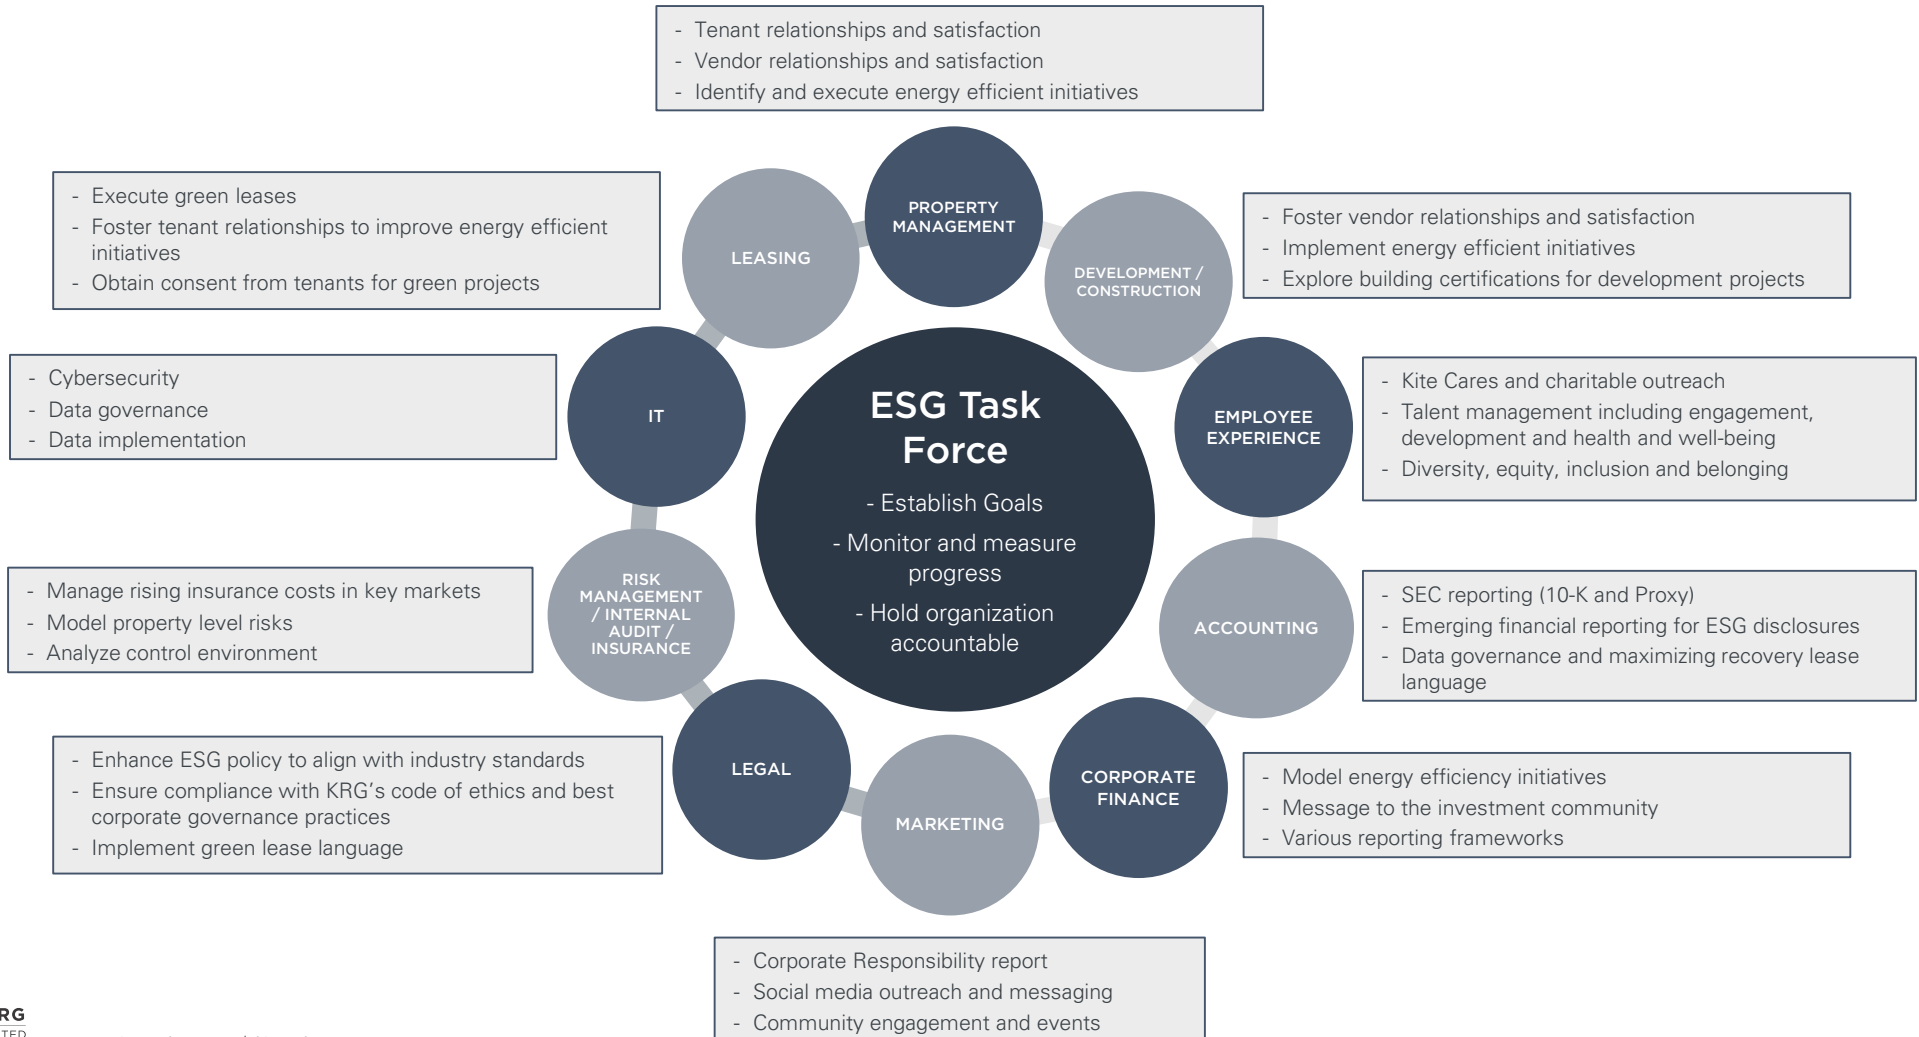 - Tenant relationships and satisfaction
- Vendor relationships and satisfaction
- Identify and execute energy efficient initiatives
PROPERTY
MANAGEMENT
- Execute green leases
- Foster tenant relationships to improve energy efficient
initiatives
- Obtain consent from tenants for green projects
LEASING
DEVELOPMENT /
CONSTRUCTION
- Foster vendor relationships and satisfaction
- Implement energy efficient initiatives
- Explore building certifications for development projects
- Cybersecurity
- Data governance
- Data implementation
IT
ESG Task
Force
- Establish Goals
- Monitor and measure
progress
- Hold organization
accountable
EMPLOYEE
EXPERIENCE
- Kite Cares and charitable outreach
- Talent management including engagement,
development and health and well-being
- Diversity, equity, inclusion and belonging
- Manage rising insurance costs in key markets
- Model property level risks
- Analyze control environment
RISK
MANAGEMENT
/ INTERNAL
AUDIT /
INSURANCE
ACCOUNTING
- SEC reporting (10-K and Proxy)
- Emerging financial reporting for ESG disclosures
- Data governance and maximizing recovery lease
language
- Enhance ESG policy to align with industry standards
- Ensure compliance with KRG's code of ethics and best
corporate governance practices
- Implement green lease language
LEGAL
MARKETING
CORPORATE
FINANCE
- Model energy efficiency initiatives
- Message to the investment community
- Various reporting frameworks
- Corporate Responsibility report
- Social media outreach and messaging
- Community engagement and events
RG
TED